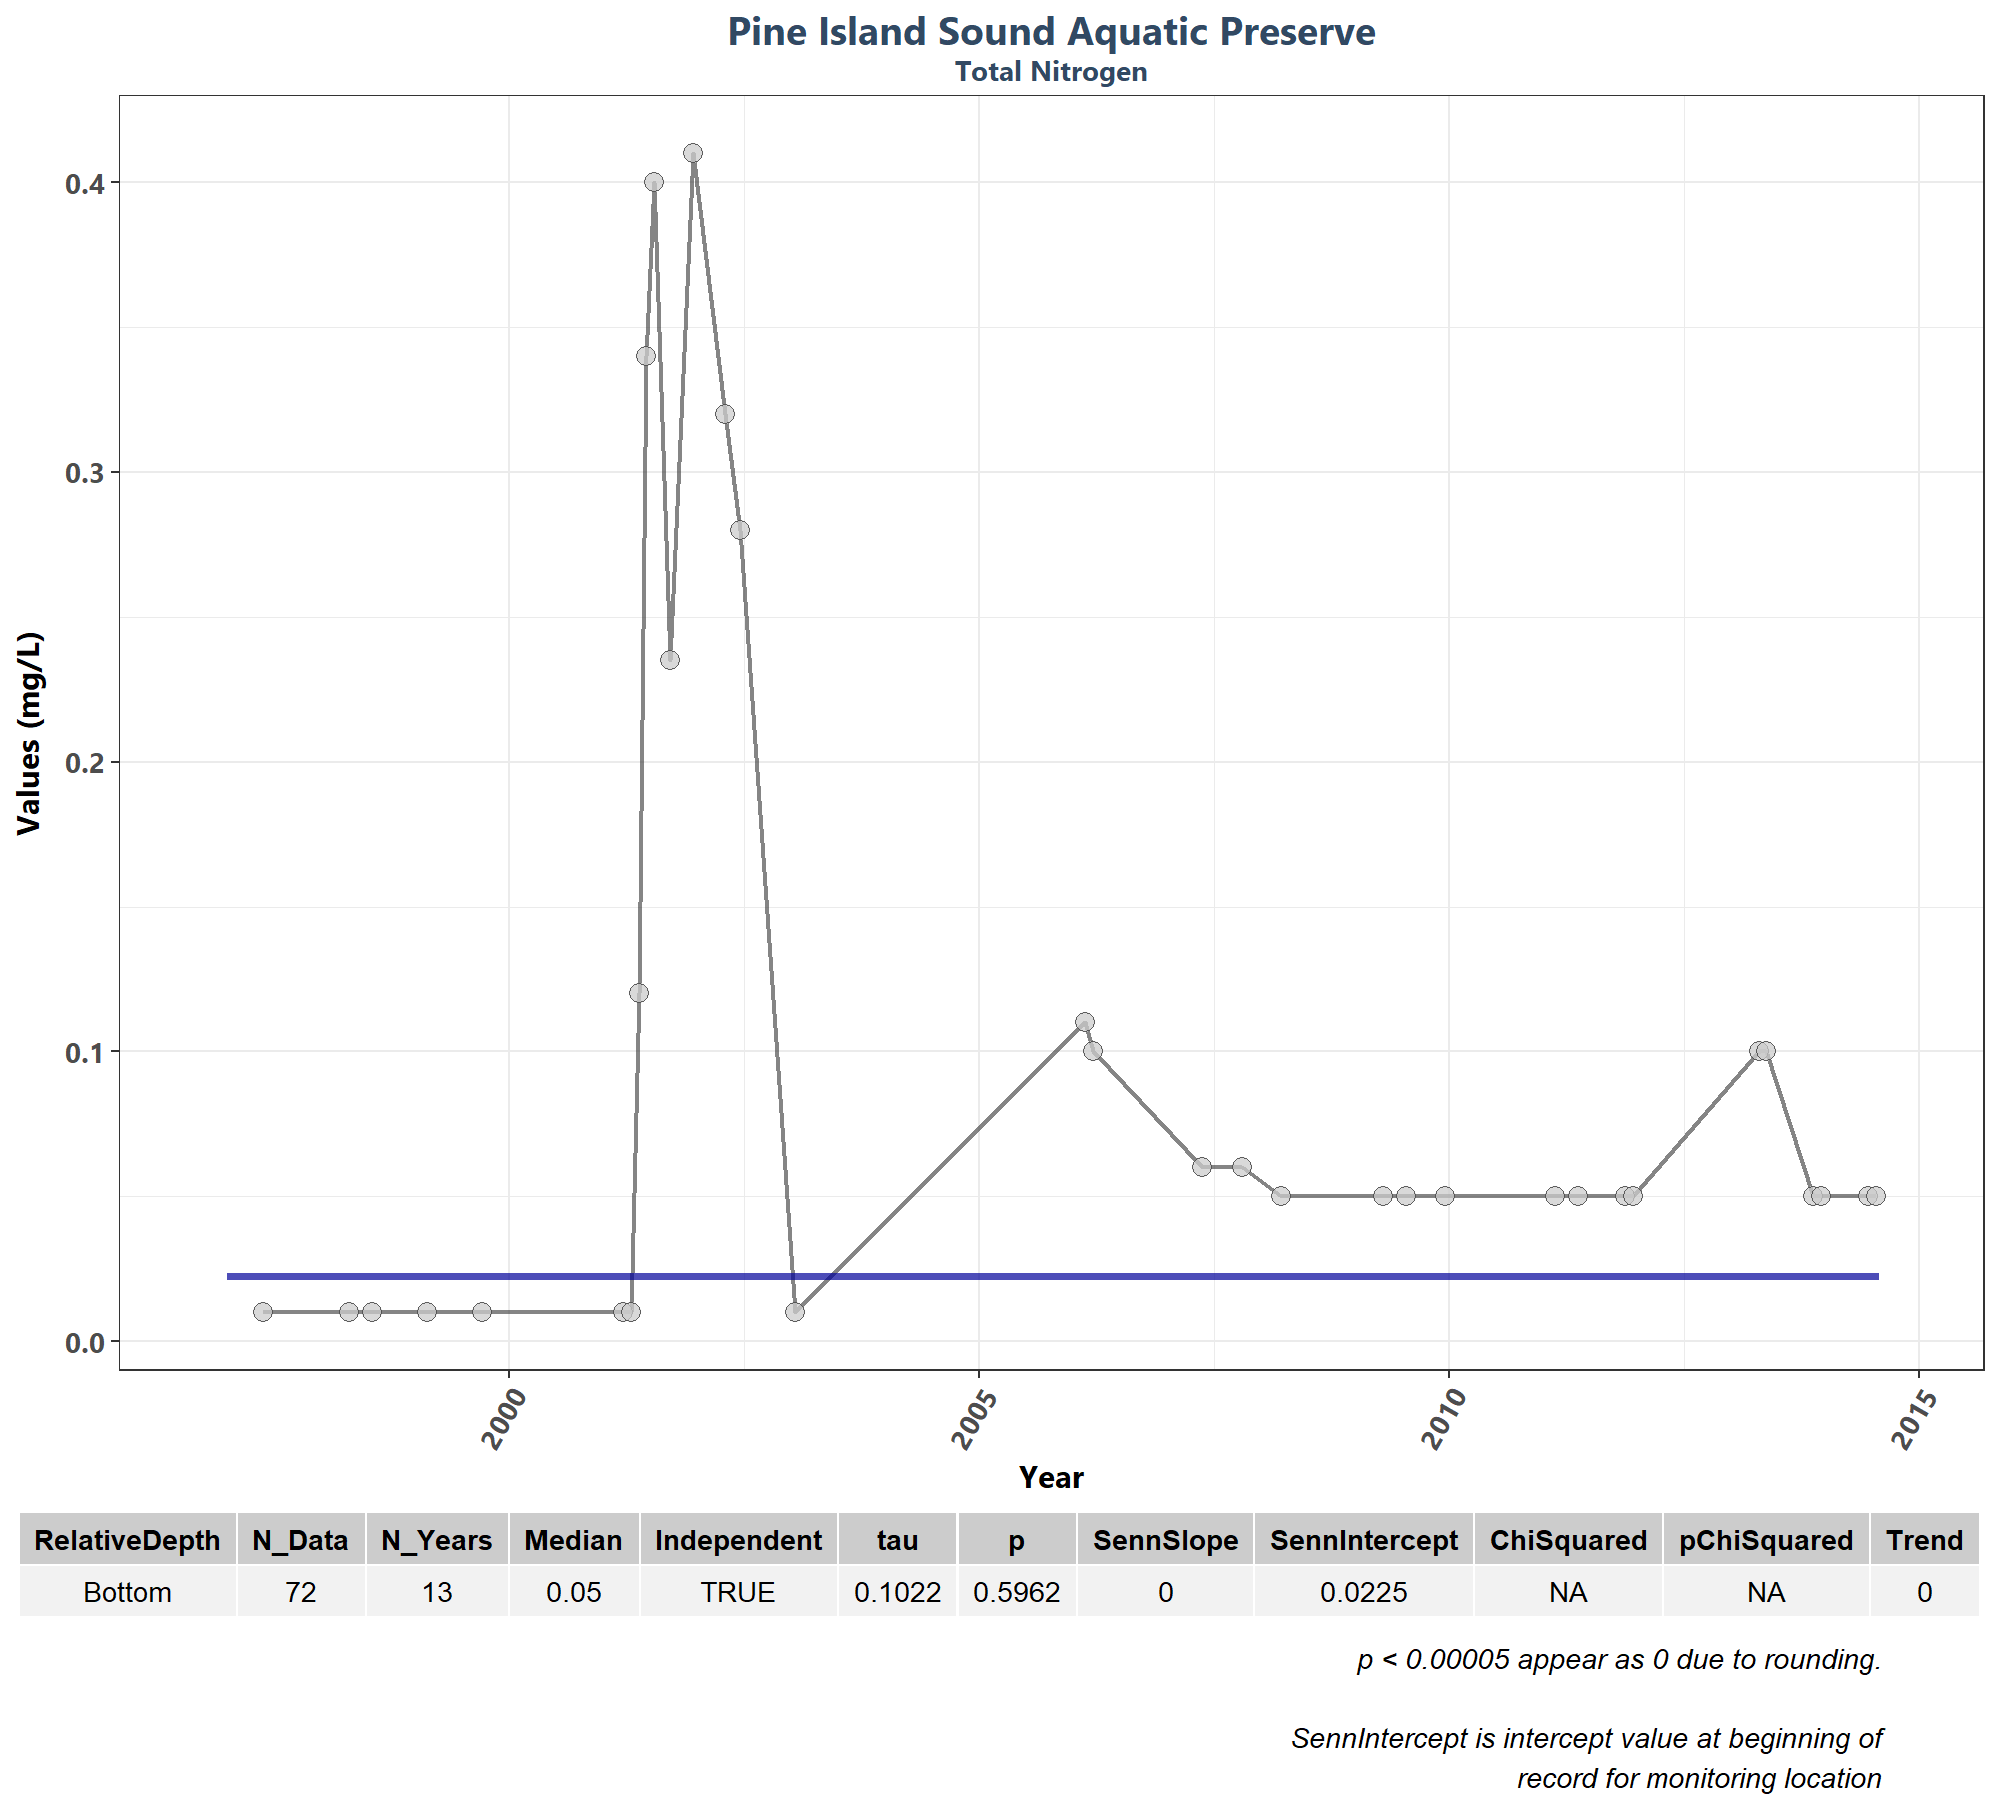 Pine Island Sound Aquatic Preserve
Total Nitrogen
Values (mg/L)
0.4
0.3
0.2
0.1
0.0
2000 2005 2010 2015
Year
RelativeDepth N_Data N_Years Median Independent tau p SennSlope SennIntercept ChiSquared pChiSquared Trend
Bottom 72 13 0.05 TRUE 0.1022 0.5962 0 0.0225 NA NA 0
p < 0.00005 appear as 0 due to rounding.
SennIntercept is intercept value at beginning of
record for monitoring location